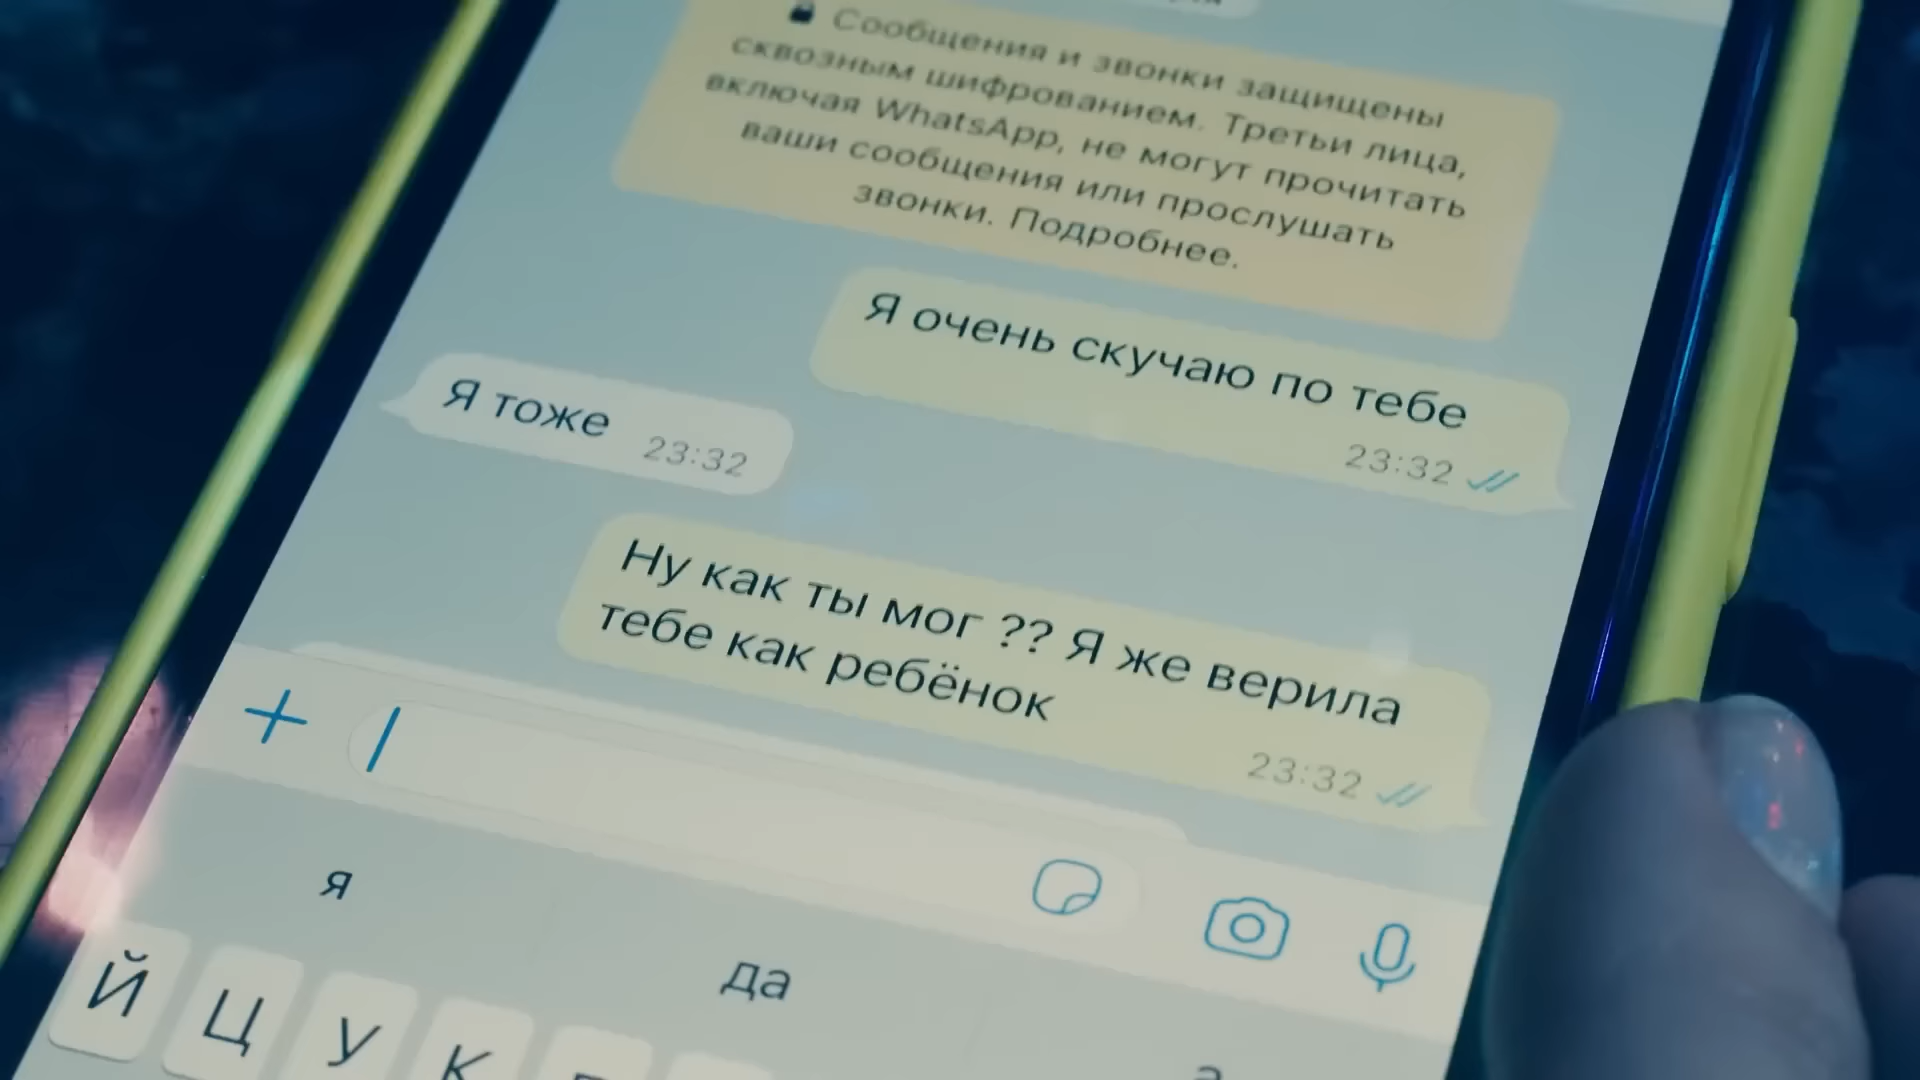 Сообщения и звонки защищены
сквозным шифрованием. Третьи лица,
включая WhatsApp, не могут прочитать
ваши сообщения или прослушать
звонки. Подробнее.
Я очень скучаю по тебе
23:32
Я тоже
23:32
Ну как ты мог ?? Я же верила
тебе как ребёнок
23:32
я
да
а
Й Ц У К